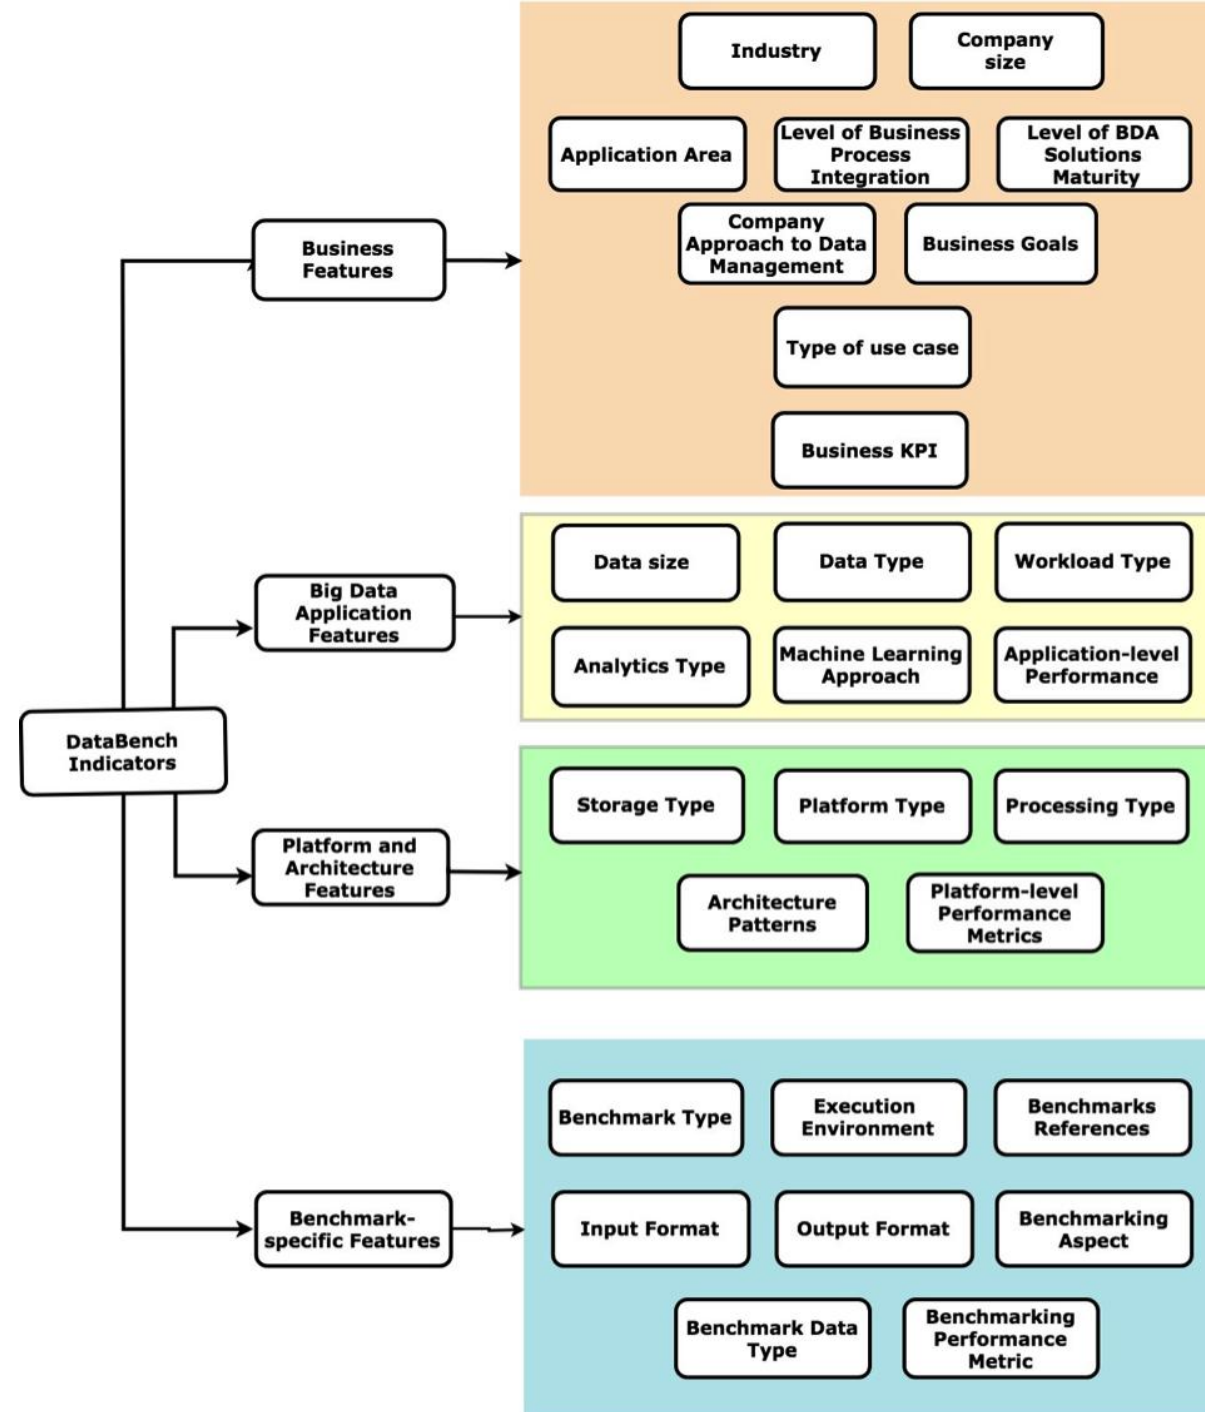 Industry
Company
size
Application Area
Level of Business
Process
Integration
Level of BDA
Solutions
Maturity
Company
Approach to Data
Management
Business Goals
Type of use case
Business KPI
Business
Features
Data size
Data Type
Workload Type
Analytics Type
Machine Learning
Approach
Application-level
Performance
Big Data
Application
Features
DataBench
Indicators
Storage Type
Platform Type
Processing Type
Architecture
Patterns
Platform-level
Performance
Metrics
Platform and
Architecture
Features
Benchmark Type
Execution
Environment
Benchmarks
References
Input Format
Output Format
Benchmarking
Aspect
Benchmark Data
Type
Benchmarking
Performance
Metric
Benchmark-
specific Features